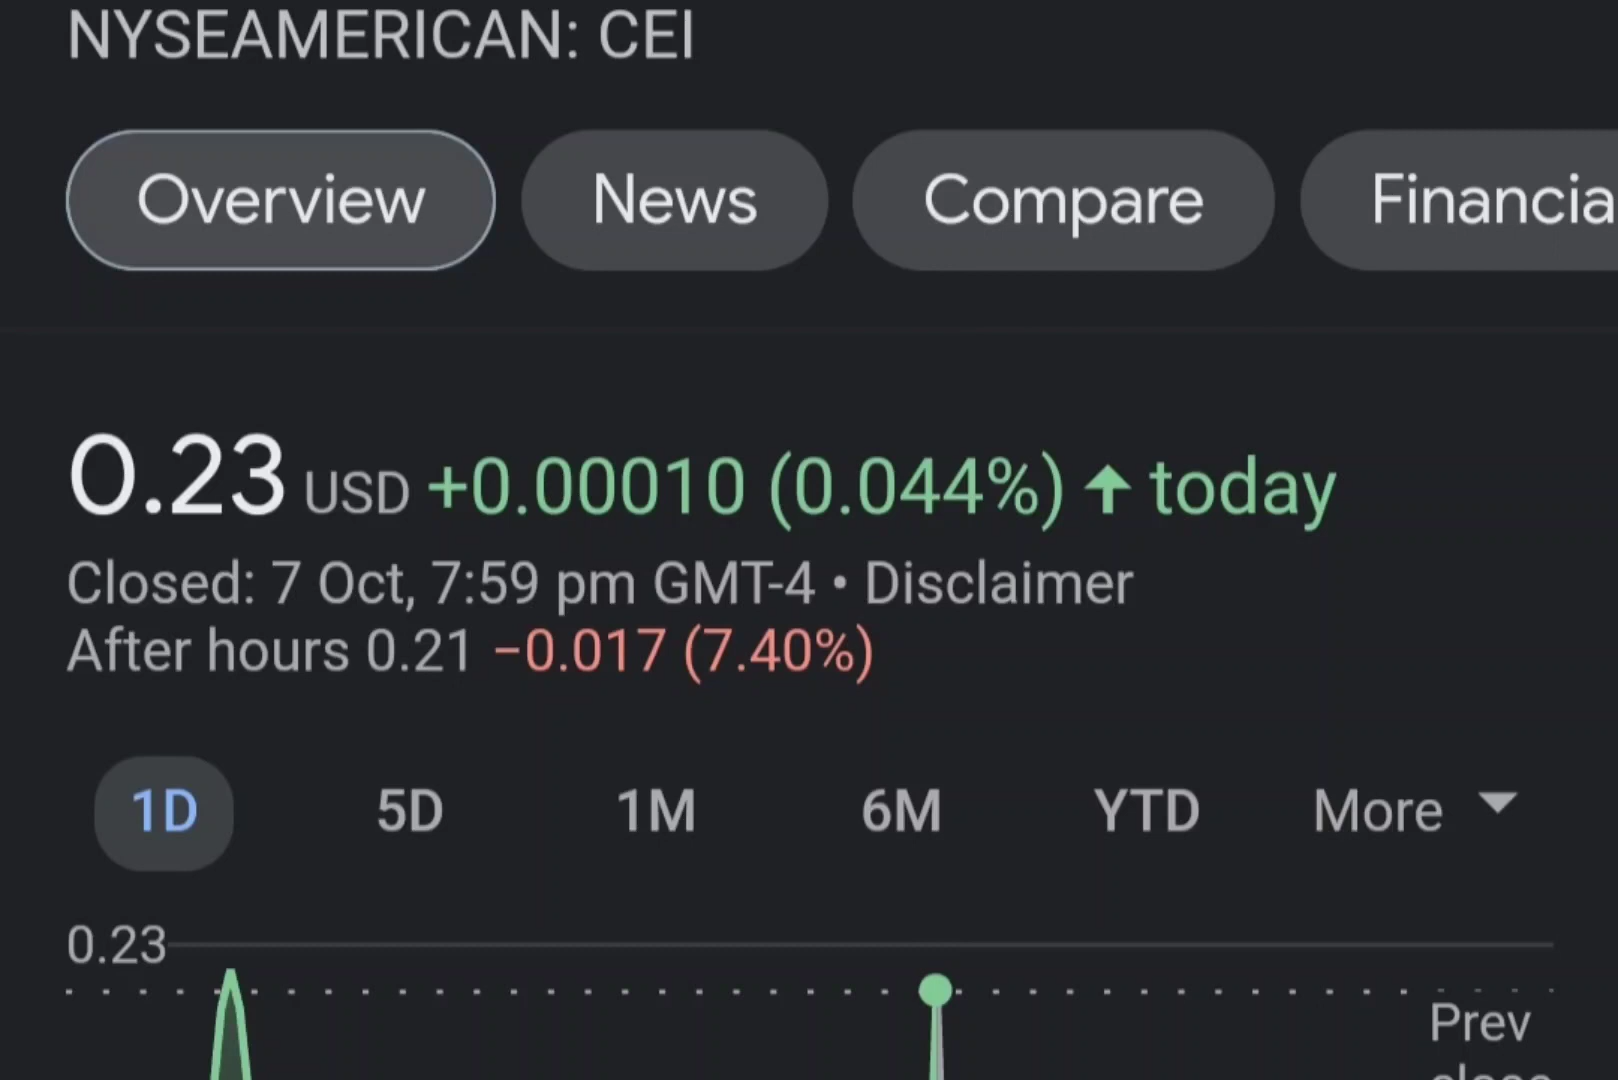 NYSEAMERICAN: CEI
Overview News Compare Financia
0.23 USD +0.00010 (0.044%) ↑ today
Closed: 7 Oct, 7:59 pm GMT-4 • Disclaimer
After hours 0.21 −0.017 (7.40%)
1D 5D 1M 6M YTD More
0.23
Prev
close